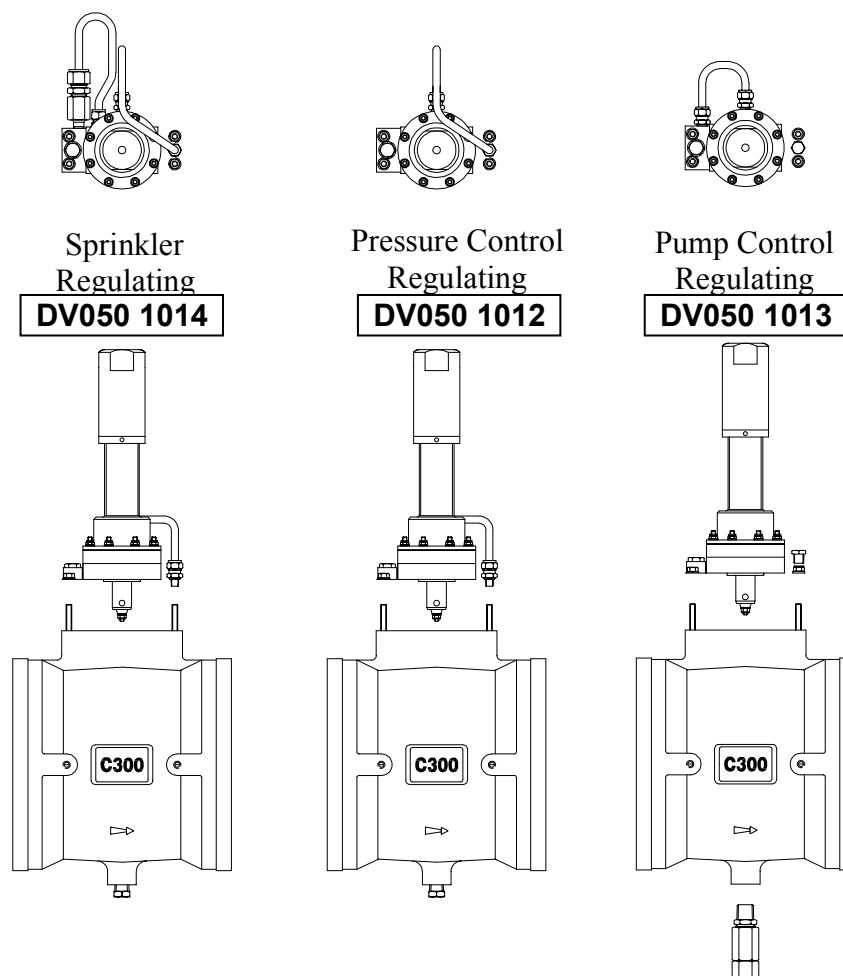 Sprinkler
Regulating
DV050 1014
Pressure Control
Regulating
DV050 1012
Pump Control
Regulating
DV050 1013
C300
C300
C300